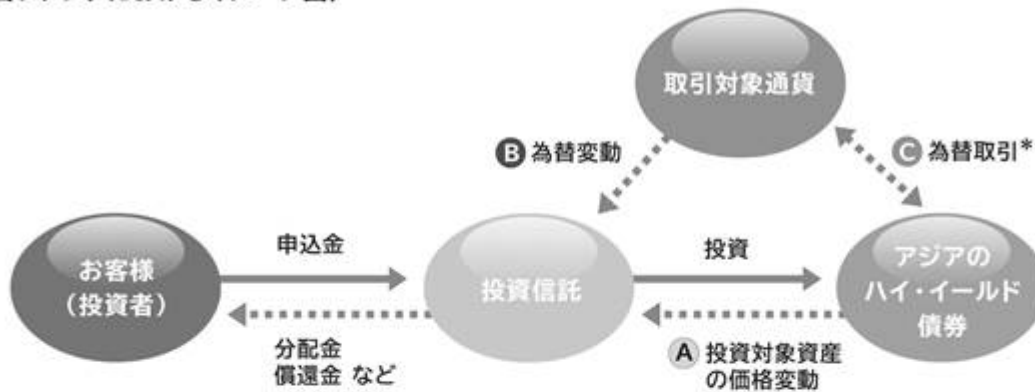 取引対象通貨
B 為替変動
C 為替取引*
お客様
（投資者）
申込金
投資信託
投資
アジアの
ハイ・イールド
債券
分配金
償還金 など
A 投資対象資産
の価格変動